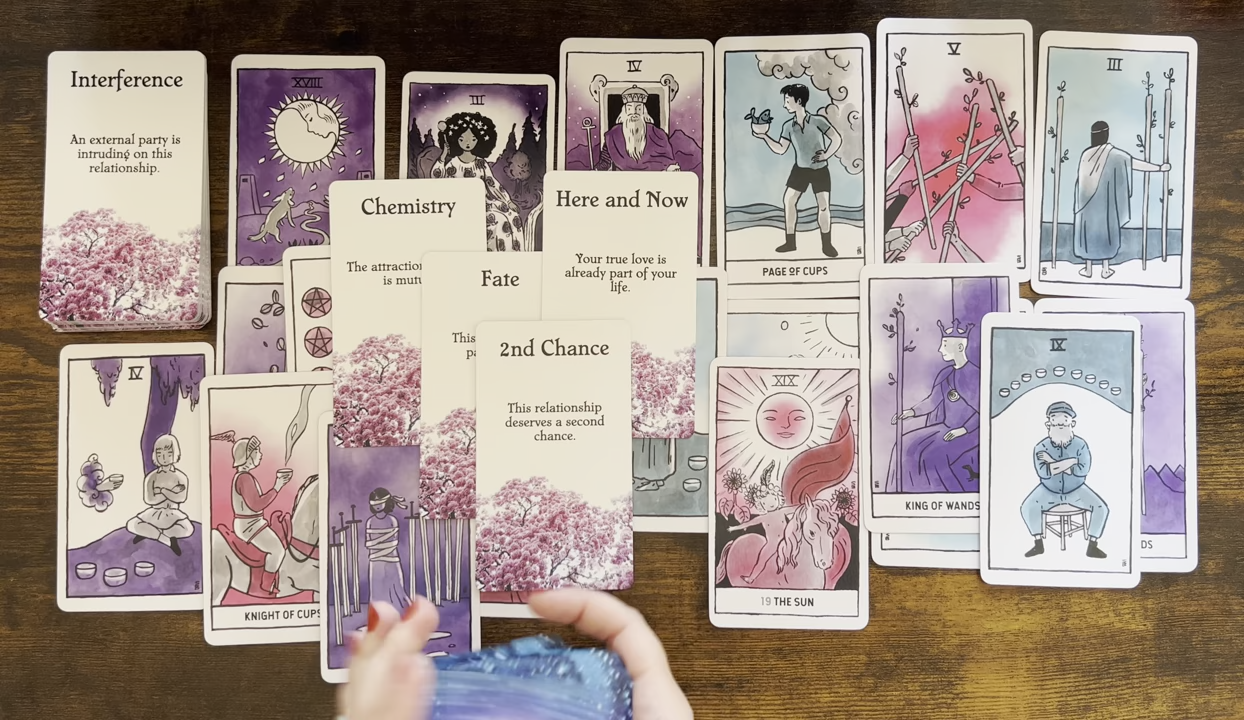 Interference
An external party is
intruding on this
relationship.
XVIII
III
IV
PAGE OF CUPS
V
III
Chemistry
The attraction
is
Fate
This
Here and Now
Your true love is
already part of your
life.
2nd Chance
This relationship
deserves a second
chance.
IV
KNIGHT OF CUPS
XIX
19 THE SUN
KING OF WANDS
IX
DS